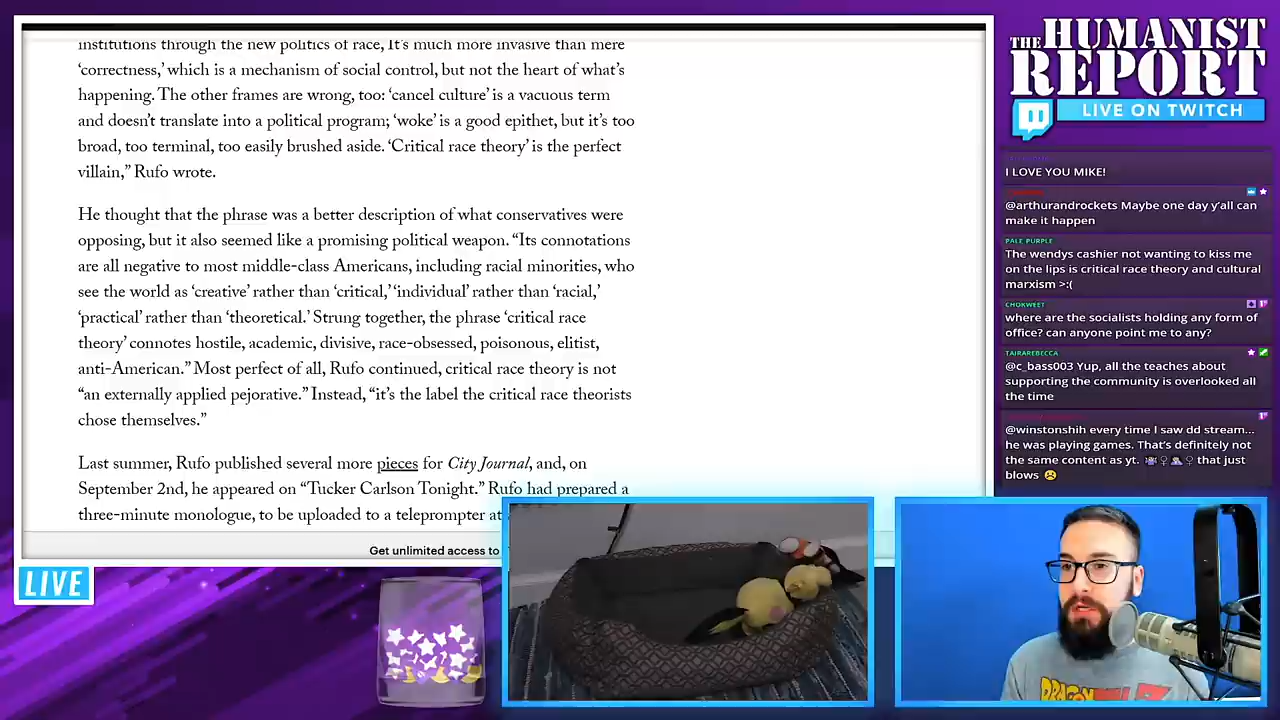 institutions through the new politics of race, It's much more invasive than mere
‘correctness,’ which is a mechanism of social control, but not the heart of what’s
happening. The other frames are wrong, too: ‘cancel culture’ is a vacuous term
and doesn’t translate into a political program; ‘woke’ is a good epithet, but it’s too
broad, too terminal, too easily brushed aside. ‘Critical race theory’ is the perfect
villain,” Rufo wrote.
He thought that the phrase was a better description of what conservatives were
opposing, but it also seemed like a promising political weapon. “Its connotations
are all negative to most middle-class Americans, including racial minorities, who
see the world as ‘creative’ rather than ‘critical,’ ‘individual’ rather than ‘racial,’
‘practical’ rather than ‘theoretical.’ Strung together, the phrase ‘critical race
theory’ connotes hostile, academic, divisive, race-obsessed, poisonous, elitist,
anti-American.” Most perfect of all, Rufo continued, critical race theory is not
“an externally applied pejorative.” Instead, “it’s the label the critical race theorists
chose themselves.”
Last summer, Rufo published several more pieces for City Journal, and, on
September 2nd, he appeared on “Tucker Carlson Tonight.” Rufo had prepared a
three-minute monologue, to be uploaded to a teleprompter at
Get unlimited access to
LIVE
THE HUMANIST
REPORT
LIVE ON TWITCH
I LOVE YOU MIKE!
@arthurandrockets Maybe one day y'all can
make it happen
PALE PURPLE
The wendys cashier not wanting to kiss me
on the lips is critical race theory and cultural
marxism >:(
CHOKWEET
where are the socialists holding any form of
office? can anyone point me to any?
TAIRAREBECCA
@c_bass003 Yup, all the teaches about
supporting the community is overlooked all
the time
@winstonshih every time I saw dd stream...
he was playing games. That's definitely not
the same content as yt. that just
blows
DRAGON